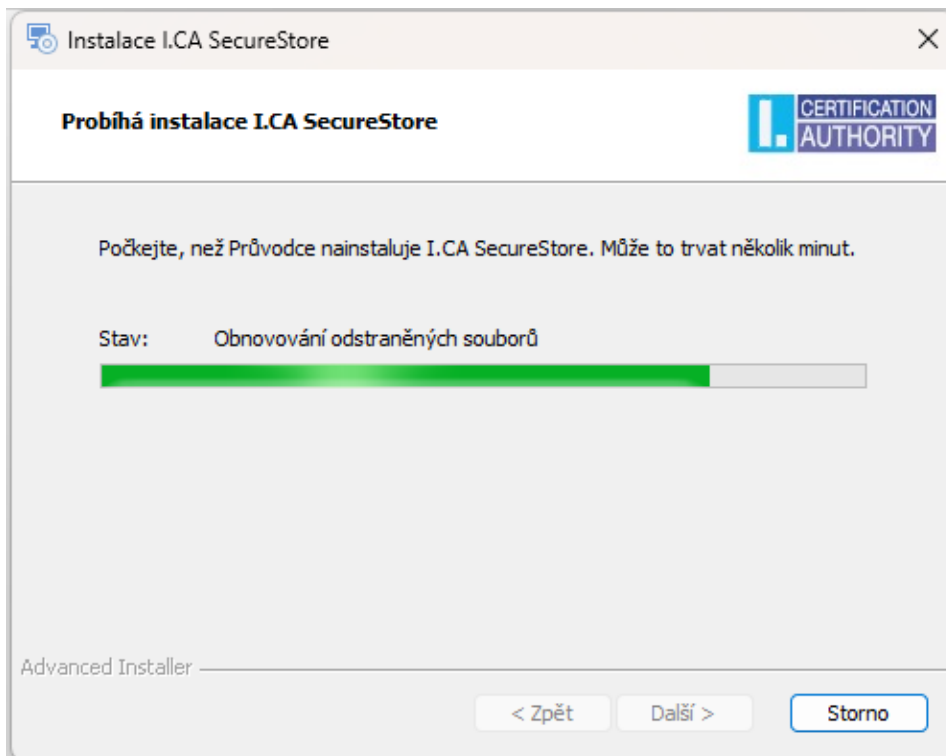 Instalace I.CA SecureStore
Probíhá instalace I.CA SecureStore
I. CERTIFICATION
AUTHORITY
Počkejte, než Průvodce nainstaluje I.CA SecureStore. Může to trvat několik minut.
Stav: Obnovování odstraněných souborů
Advanced Installer
< Zpět Další > Storno